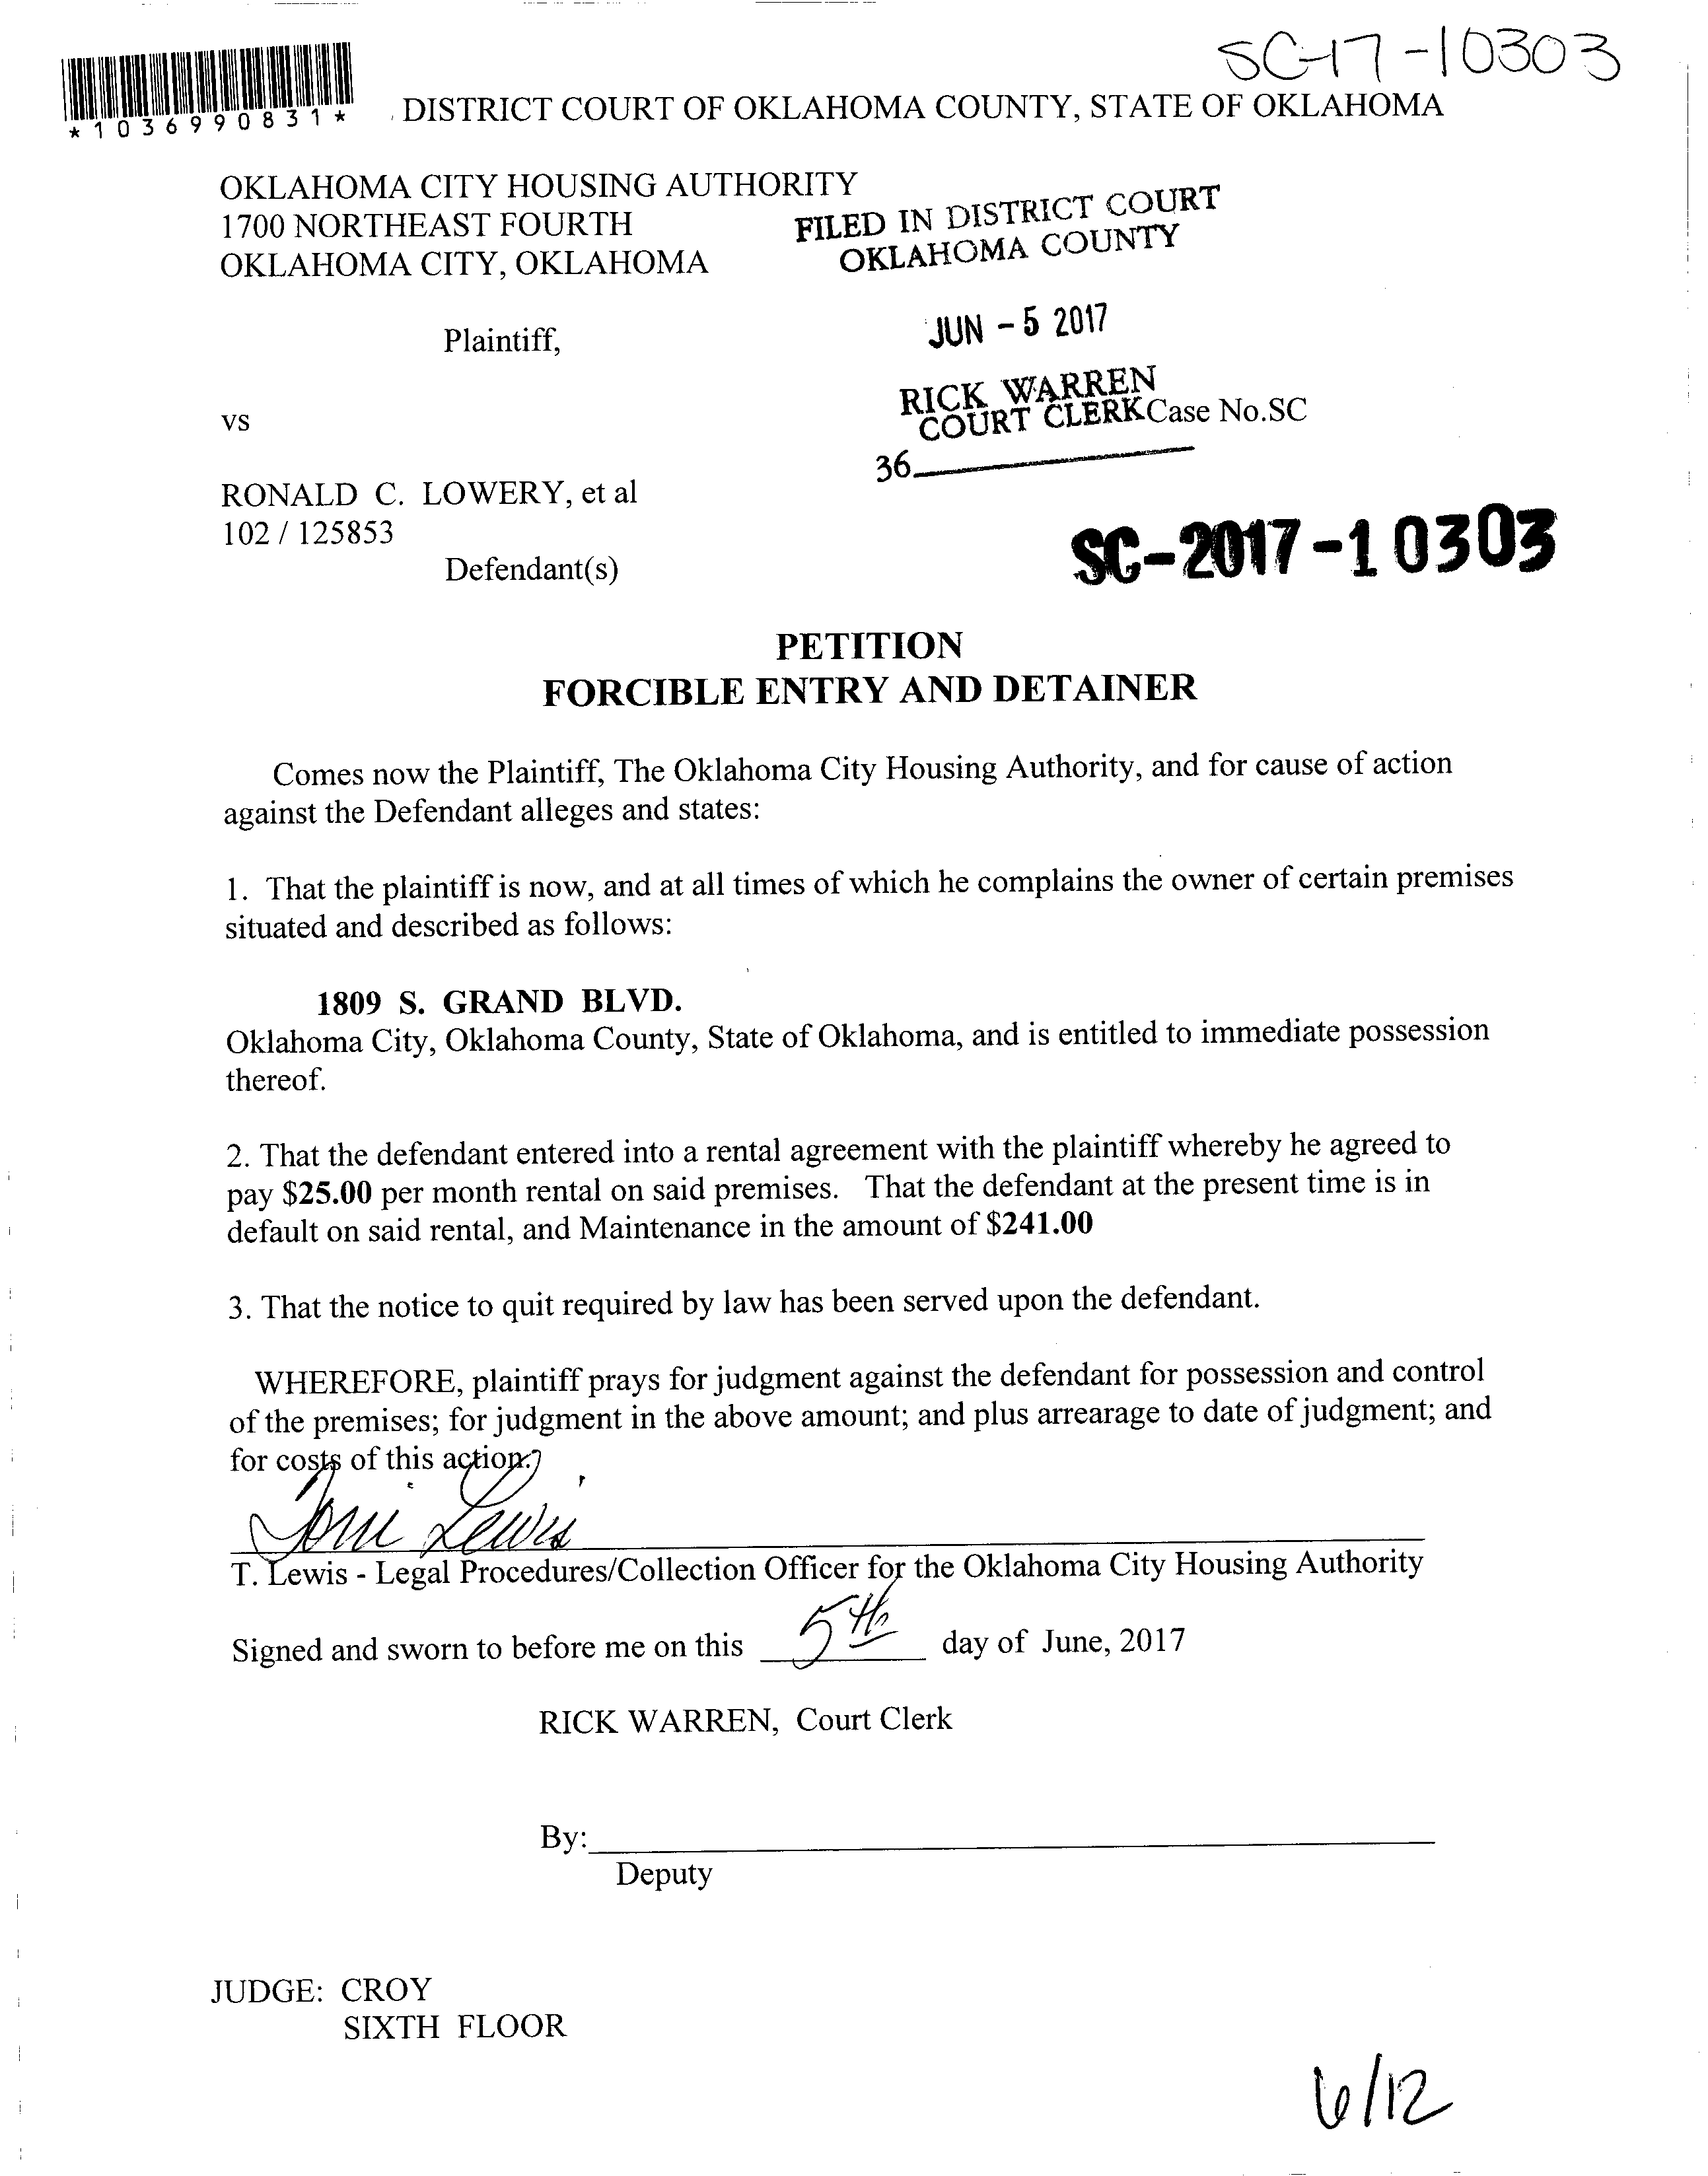 SC-17-10303
*1036990831*
DISTRICT COURT OF OKLAHOMA COUNTY, STATE OF OKLAHOMA
OKLAHOMA CITY HOUSING AUTHORITY
1700 NORTHEAST FOURTH
OKLAHOMA CITY, OKLAHOMA
FILED IN DISTRICT COURT
OKLAHOMA COUNTY
JUN - 5 2017
Plaintiff,
RICK WARREN
COURT CLERK
Case No.SC
vs
36
RONALD C. LOWERY, et al
102 / 125853
Defendant(s)
SC-2017-10303
PETITION
FORCIBLE ENTRY AND DETAINER
Comes now the Plaintiff, The Oklahoma City Housing Authority, and for cause of action
against the Defendant alleges and states:
1. That the plaintiff is now, and at all times of which he complains the owner of certain premises
situated and described as follows:
1809 S. GRAND BLVD.
Oklahoma City, Oklahoma County, State of Oklahoma, and is entitled to immediate possession
thereof.
2. That the defendant entered into a rental agreement with the plaintiff whereby he agreed to
pay $25.00 per month rental on said premises. That the defendant at the present time is in
default on said rental, and Maintenance in the amount of $241.00
3. That the notice to quit required by law has been served upon the defendant.
WHEREFORE, plaintiff prays for judgment against the defendant for possession and control
of the premises; for judgment in the above amount; and plus arrearage to date of judgment; and
for costs of this action.
Toni Lewis
T. Lewis - Legal Procedures/Collection Officer for the Oklahoma City Housing Authority
Signed and sworn to before me on this 5th day of June, 2017
RICK WARREN, Court Clerk
By:
Deputy
JUDGE: CROY
SIXTH FLOOR
6/12